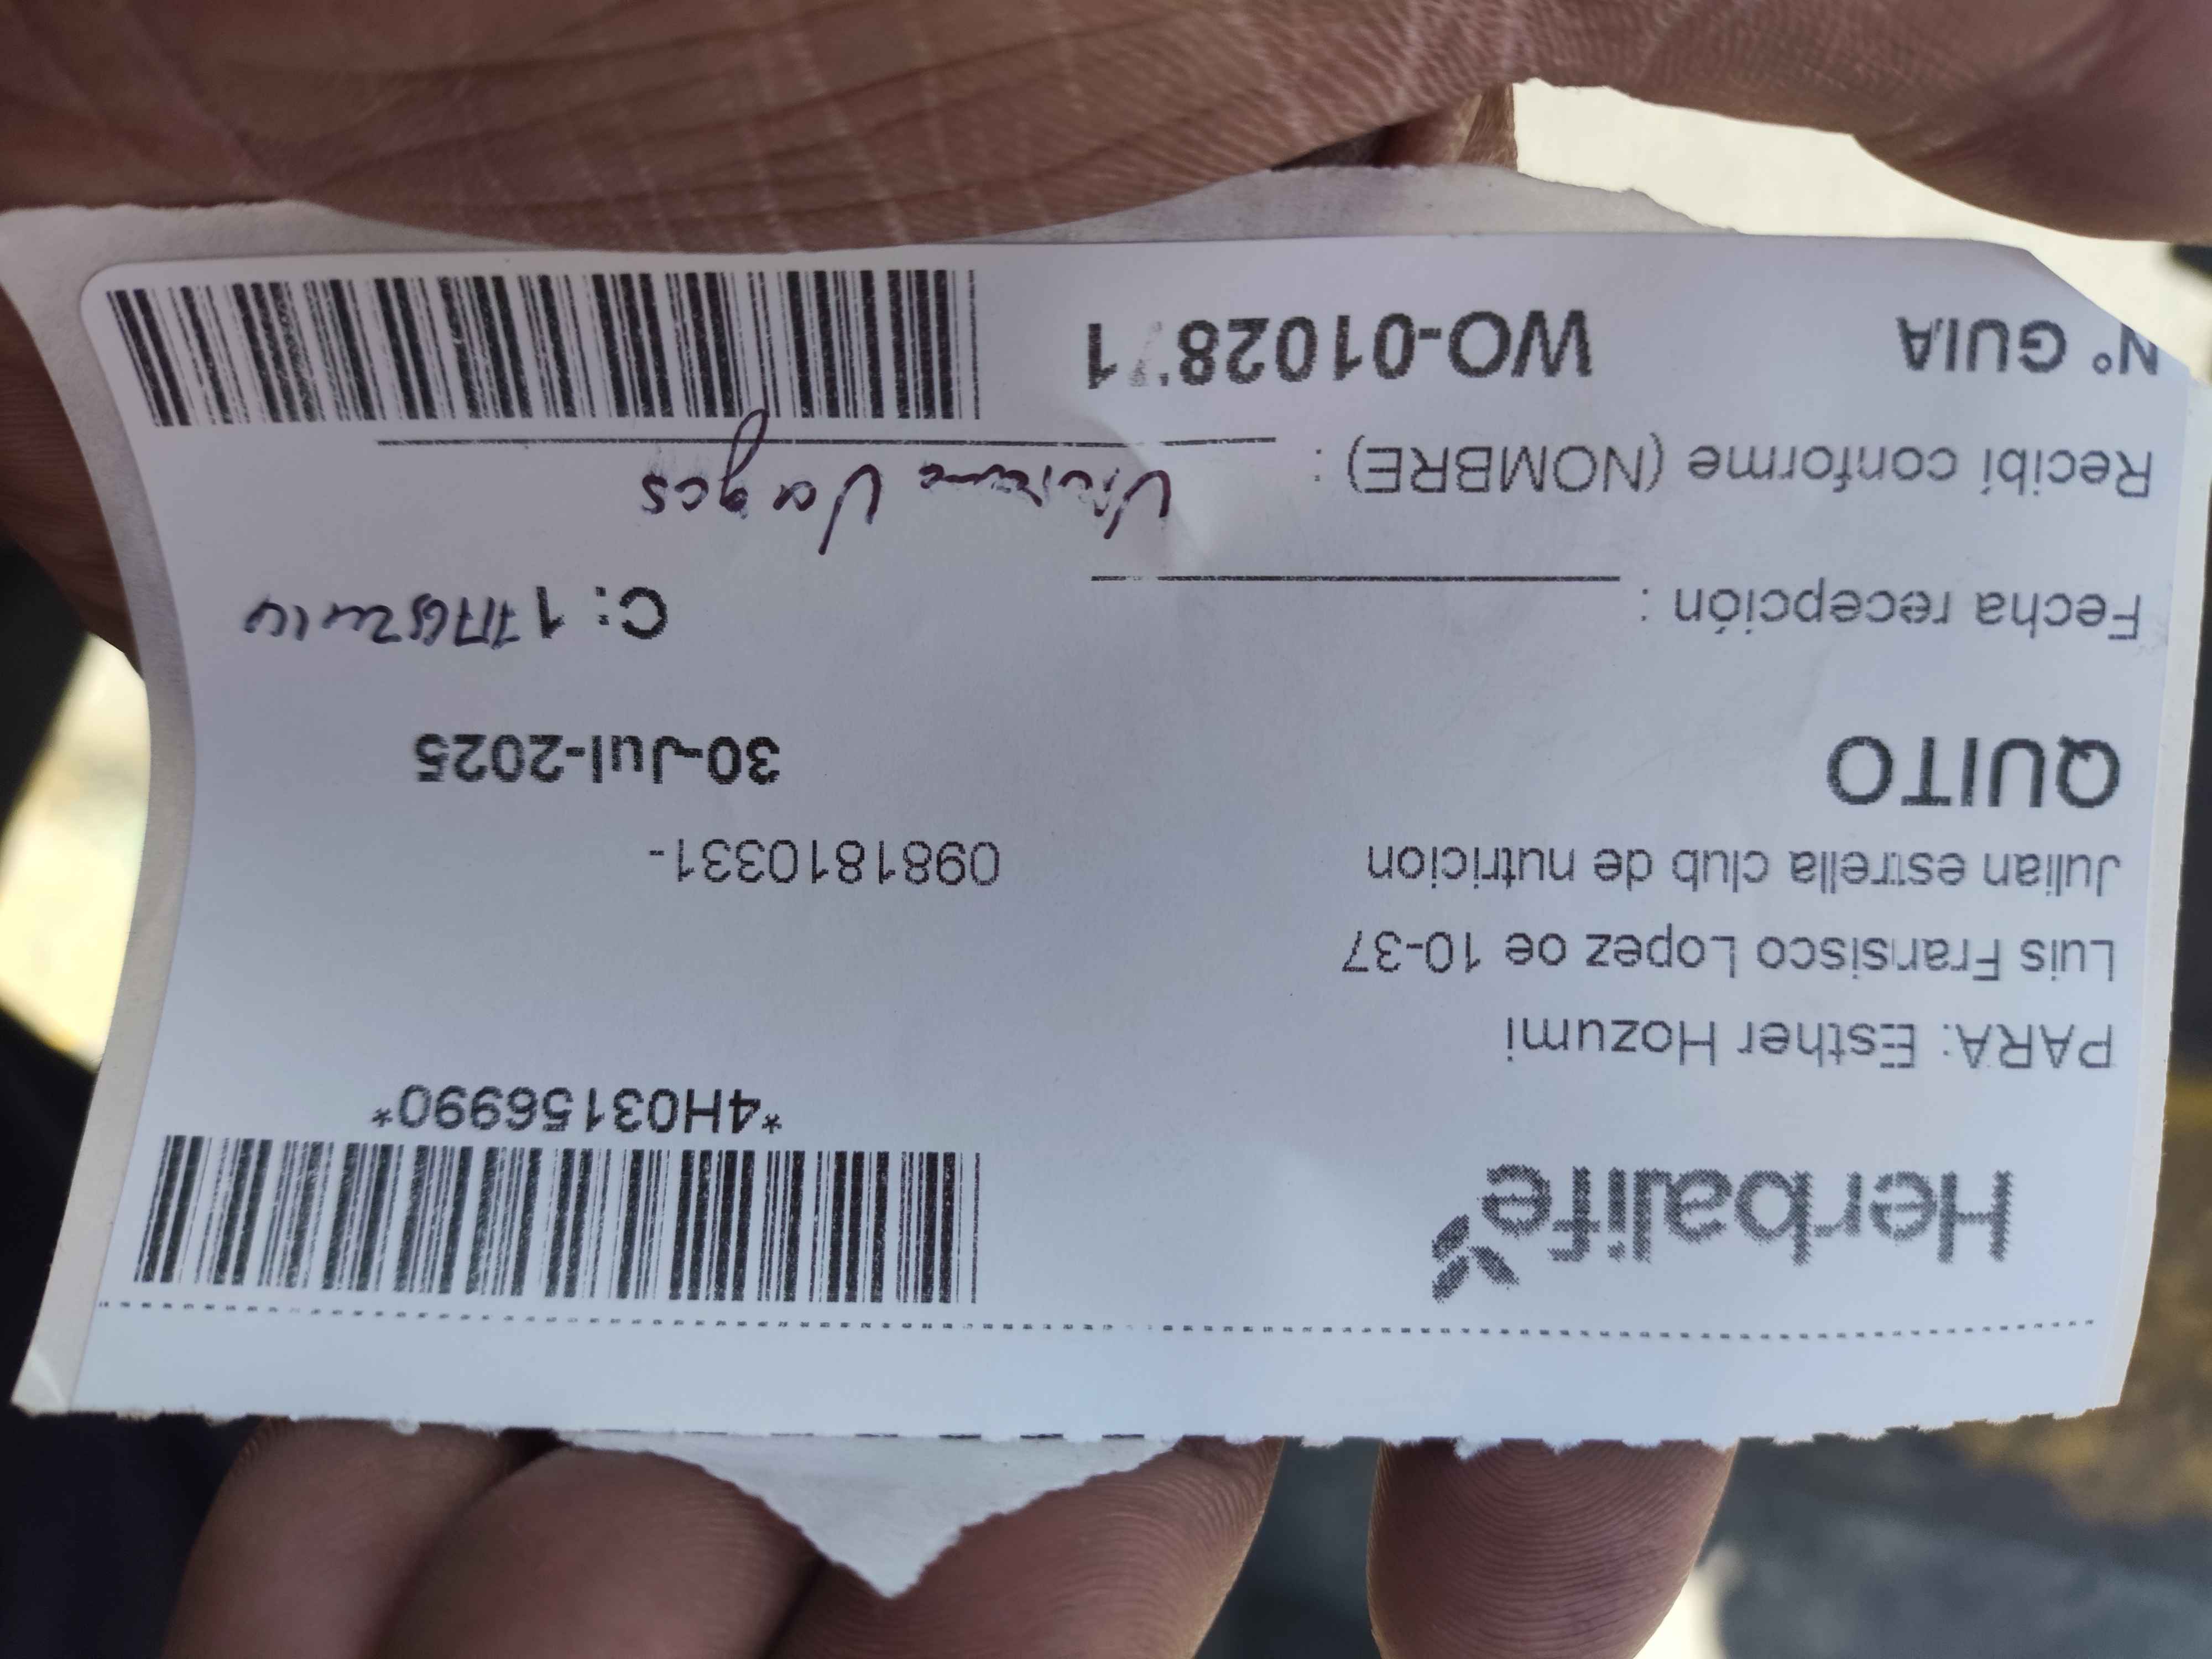 Herbalife
*4H03156990*
PARA: Esther Hozumi
Luis Fransisco Lopez oe 10-37
Julian estrella club de nutricion
0981810331-
QUITO
30-Jul-2025
Fecha recepción :
C: 1
Recibí conforme (NOMBRE) :
N° GUIA